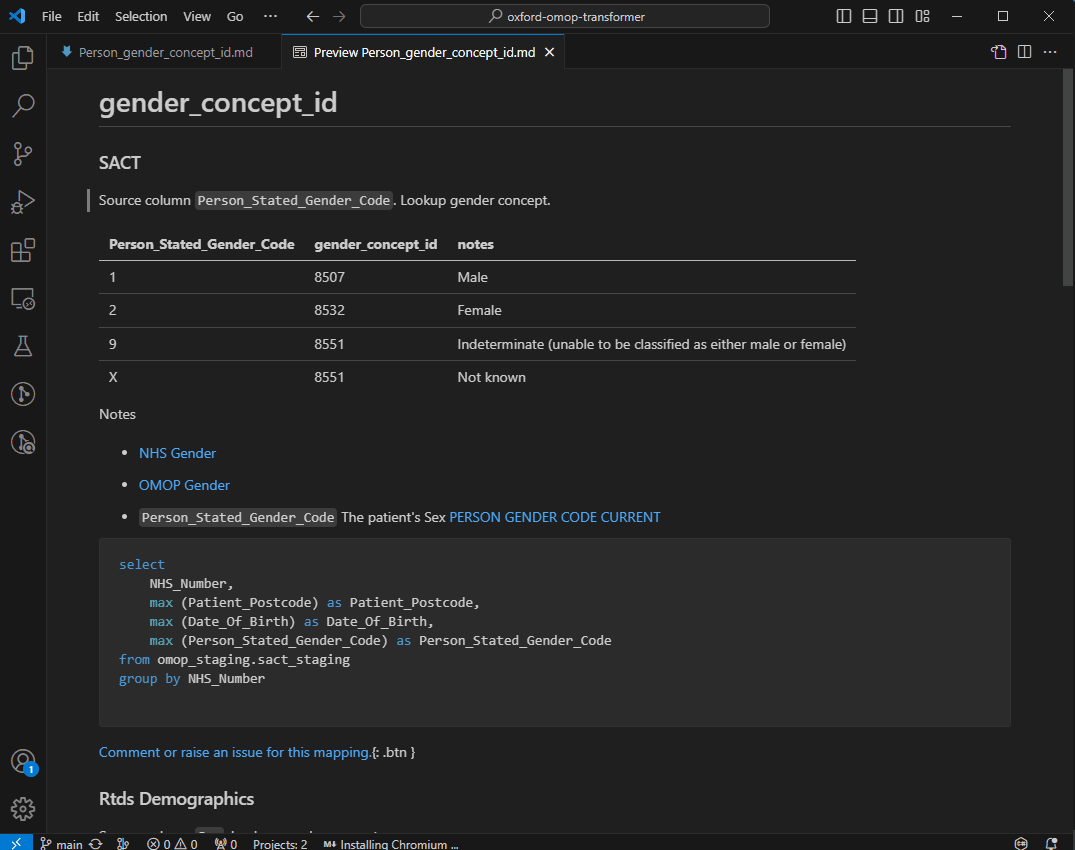 File Edit Selection View Go ··· oxford-omop-transformer
Person_gender_concept_id.md Preview Person_gender_concept_id.md
gender_concept_id
SACT
Source column Person_Stated_Gender_Code. Lookup gender concept.
Person_Stated_Gender_Code gender_concept_id notes
1 8507 Male
2 8532 Female
9 8551 Indeterminate (unable to be classified as either male or female)
X 8551 Not known
Notes
• NHS Gender
• OMOP Gender
• Person_Stated_Gender_Code The patient's Sex PERSON GENDER CODE CURRENT
select
NHS_Number,
max (Patient_Postcode) as Patient_Postcode,
max (Date_Of_Birth) as Date_Of_Birth,
max (Person_Stated_Gender_Code) as Person_Stated_Gender_Code
from omop_staging.sact_staging
group by NHS_Number
Comment or raise an issue for this mapping.{: .btn }
1
Rtds Demographics
main 0 0 0 Projects: 2 Installing Chromium ...